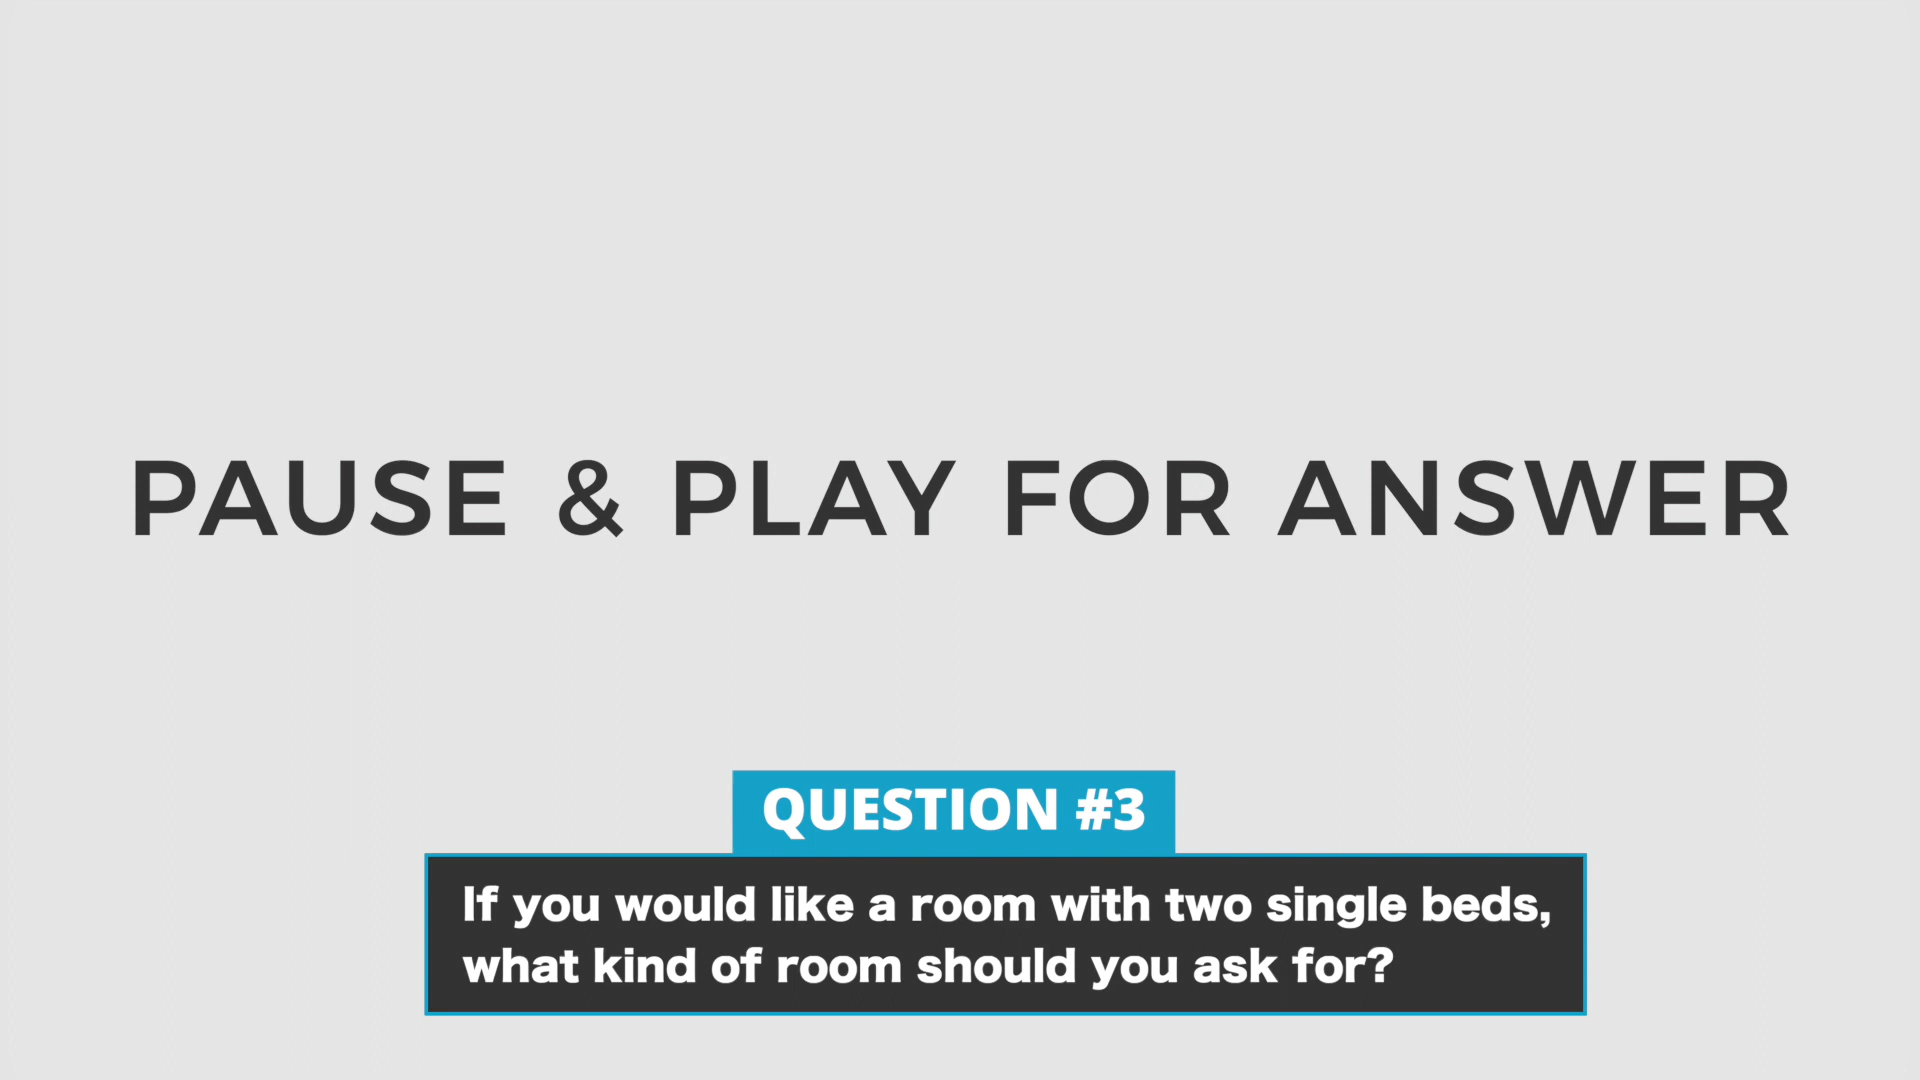 PAUSE & PLAY FOR ANSWER
QUESTION #3
If you would like a room with two single beds,
what kind of room should you ask for?